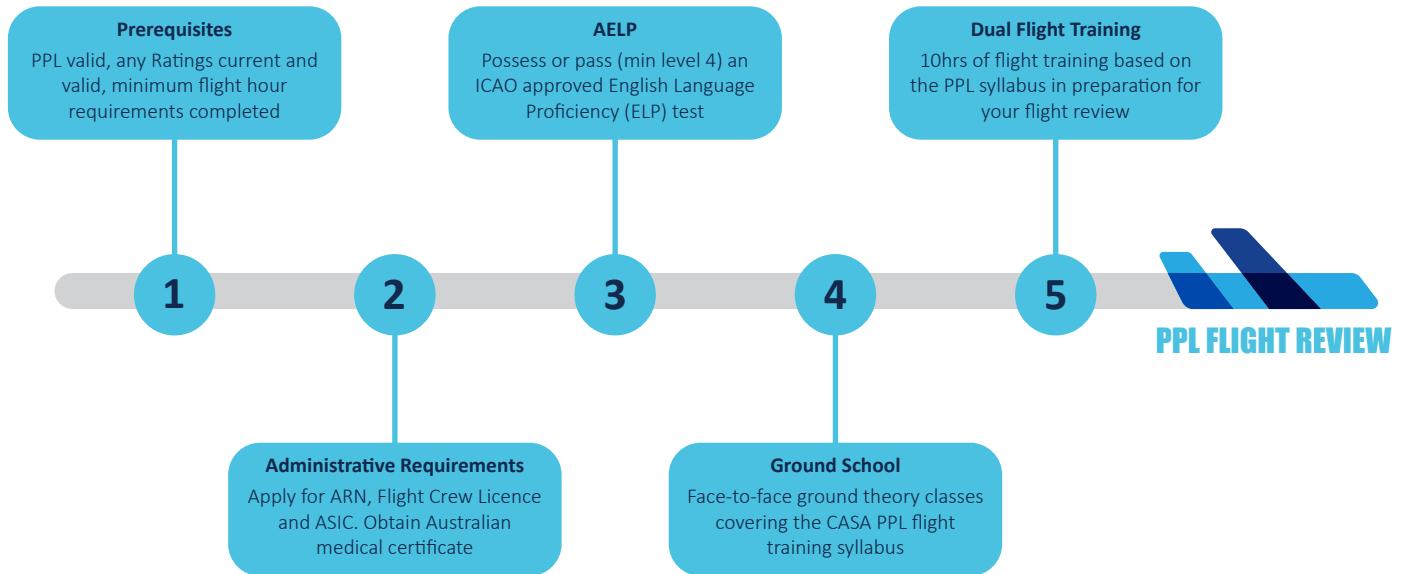 Prerequisites
PPL valid, any Ratings current and
valid, minimum flight hour
requirements completed
AELP
Possess or pass (min level 4) an
ICAO approved English Language
Proficiency (ELP) test
Dual Flight Training
10hrs of flight training based on
the PPL syllabus in preparation for
your flight review
1
2
3
4
5
PPL FLIGHT REVIEW
Administrative Requirements
Apply for ARN, Flight Crew Licence
and ASIC. Obtain Australian
medical certificate
Ground School
Face-to-face ground theory classes
covering the CASA PPL flight
training syllabus